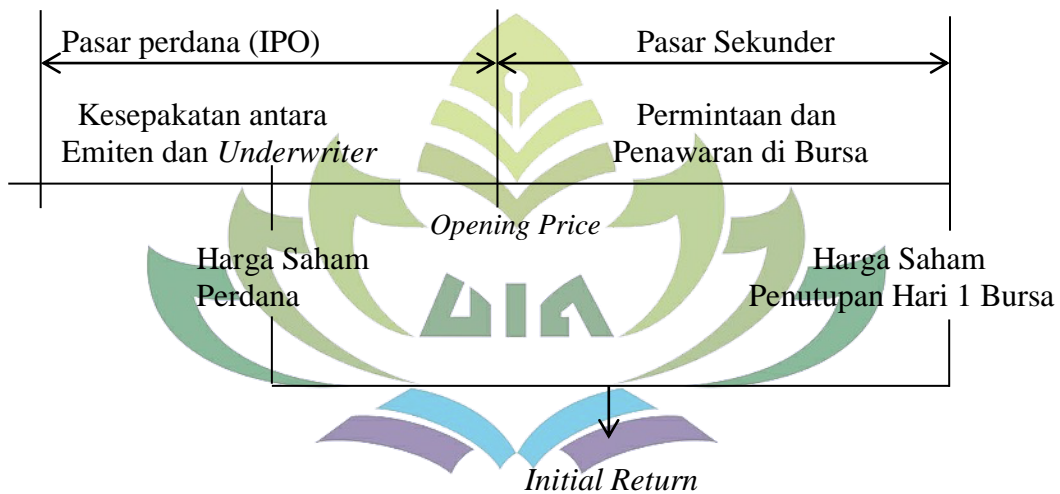 Pasar perdana (IPO)
Pasar Sekunder
Kesepakatan antara
Emiten dan Underwriter
Permintaan dan
Penawaran di Bursa
Opening Price
Harga Saham
Perdana
Harga Saham
Penutupan Hari 1 Bursa
Initial Return